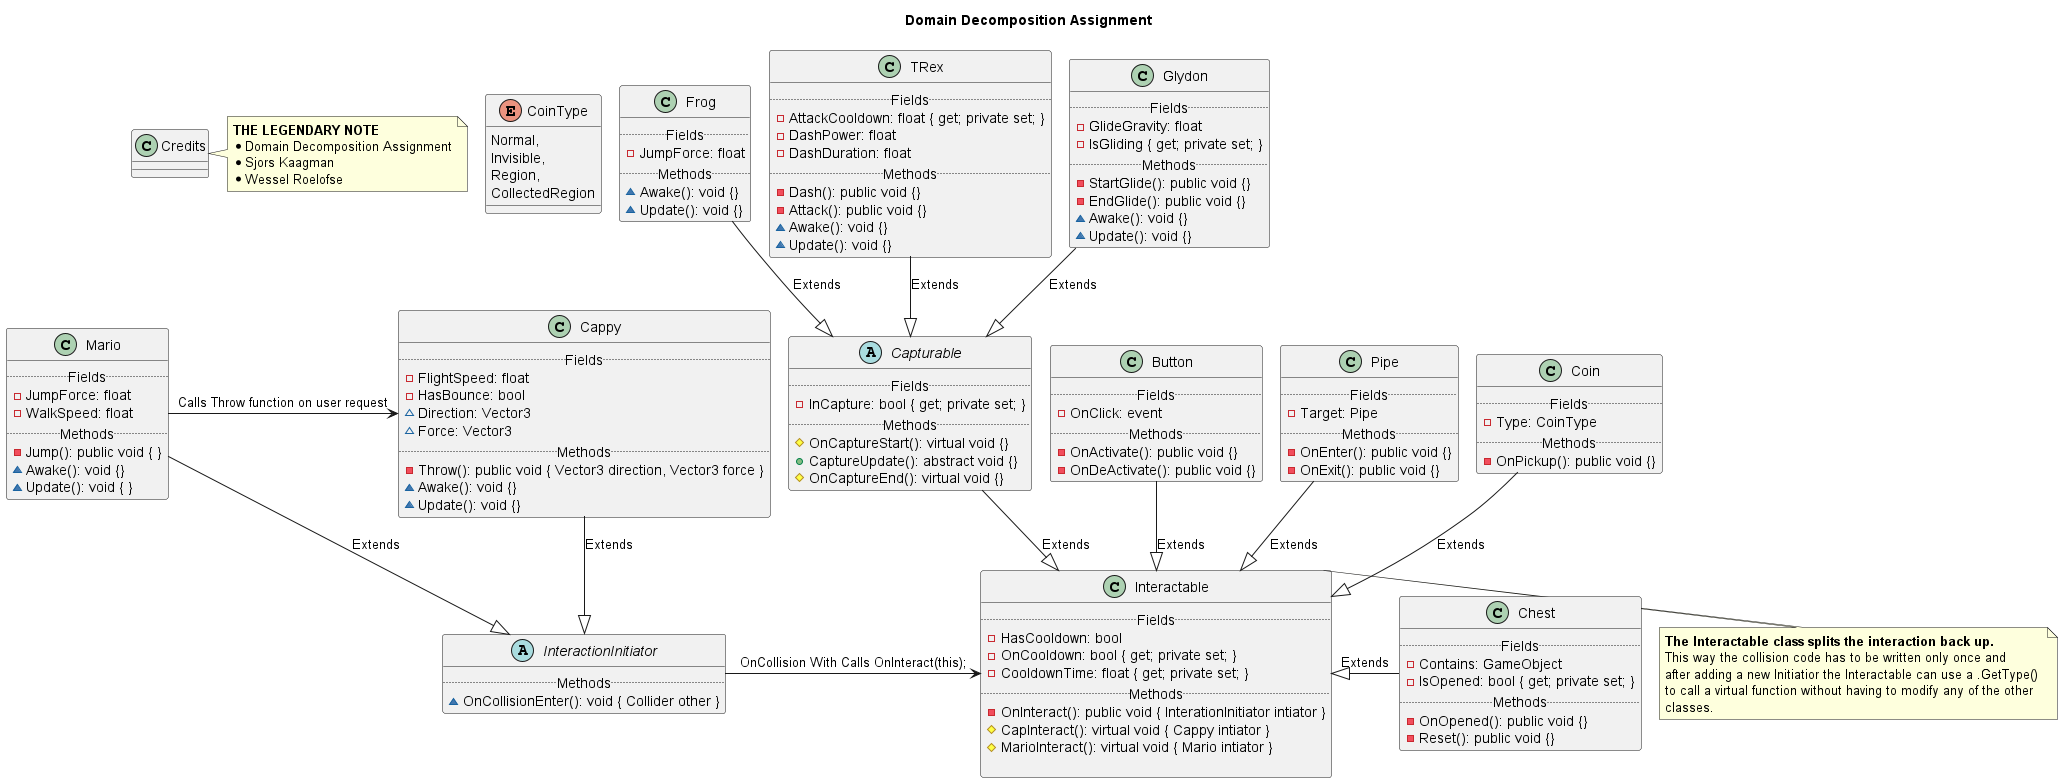 Domain Decomposition Assignment
C Credits
THE LEGENDARY NOTE
• Domain Decomposition Assignment
• Sjors Kaagman
• Wessel Roelofse
E CoinType
Normal,
Invisible,
Region,
CollectedRegion
C Frog
Fields
JumpForce: float
Methods
Awake(): void {}
Update(): void {}
C TRex
Fields
AttackCooldown: float { get; private set; }
DashPower: float
DashDuration: float
Methods
Dash(): public void {}
Attack(): public void {}
Awake(): void {}
Update(): void {}
C Glydon
Fields
GlideGravity: float
IsGliding { get; private set; }
Methods
StartGlide(): public void {}
EndGlide(): public void {}
Awake(): void {}
Update(): void {}
Extends
Extends
Extends
C Mario
Fields
JumpForce: float
WalkSpeed: float
Methods
Jump(): public void { }
Awake(): void {}
Update(): void { }
Calls Throw function on user request
C Cappy
Fields
FlightSpeed: float
HasBounce: bool
Direction: Vector3
Force: Vector3
Methods
Throw(): public void { Vector3 direction, Vector3 force }
Awake(): void {}
Update(): void {}
A Capturable
Fields
InCapture: bool { get; private set; }
Methods
OnCaptureStart(): virtual void {}
CaptureUpdate(): abstract void {}
OnCaptureEnd(): virtual void {}
C Button
Fields
OnClick: event
Methods
OnActivate(): public void {}
OnDeActivate(): public void {}
C Pipe
Fields
Target: Pipe
Methods
OnEnter(): public void {}
OnExit(): public void {}
C Coin
Fields
Type: CoinType
Methods
OnPickup(): public void {}
Extends
Extends
Extends
Extends
Extends
Extends
A InteractionInitiator
Methods
OnCollisionEnter(): void { Collider other }
OnCollision With Calls OnInteract(this);
C Interactable
Fields
HasCooldown: bool
OnCooldown: bool { get; private set; }
CooldownTime: float { get; private set; }
Methods
OnInteract(): public void { InterationInitiator intiator }
CapInteract(): virtual void { Cappy intiator }
MarioInteract(): virtual void { Mario intiator }
Extends
C Chest
Fields
Contains: GameObject
IsOpened: bool { get; private set; }
Methods
OnOpened(): public void {}
Reset(): public void {}
The Interactable class splits the interaction back up.
This way the collision code has to be written only once and
after adding a new Initiatior the Interactable can use a .GetType()
to call a virtual function without having to modify any of the other
classes.